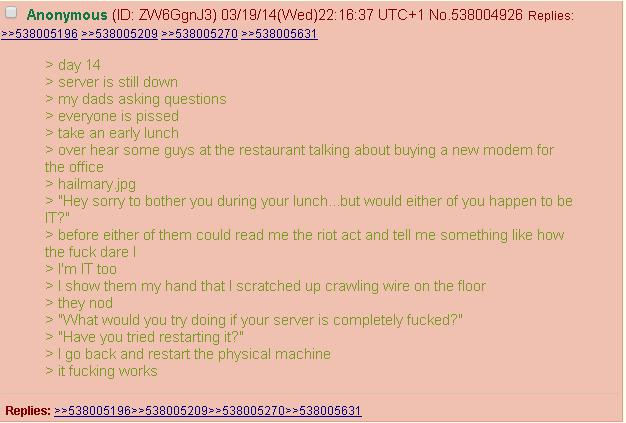 Anonymous (ID: ZW6GgnJ3) 03/19/14(Wed)22:16:37 UTC+1 No.538004926 Replies:
>>538005196 >>538005209 >>538005270 >>538005631
> day 14
> server is still down
> my dads asking questions
> everyone is pissed
> take an early lunch
> over hear some guys at the restaurant talking about buying a new modem for
the office
> hailmary.jpg
> "Hey sorry to bother you during your lunch...but would either of you happen to be
IT?"
> before either of them could read me the riot act and tell me something like how
the fuck dare I
> I'm IT too
> I show them my hand that I scratched up crawling wire on the floor
> they nod
> "What would you try doing if your server is completely fucked?"
> "Have you tried restarting it?"
> I go back and restart the physical machine
> it fucking works
Replies: >>538005196>>538005209>>538005270>>538005631